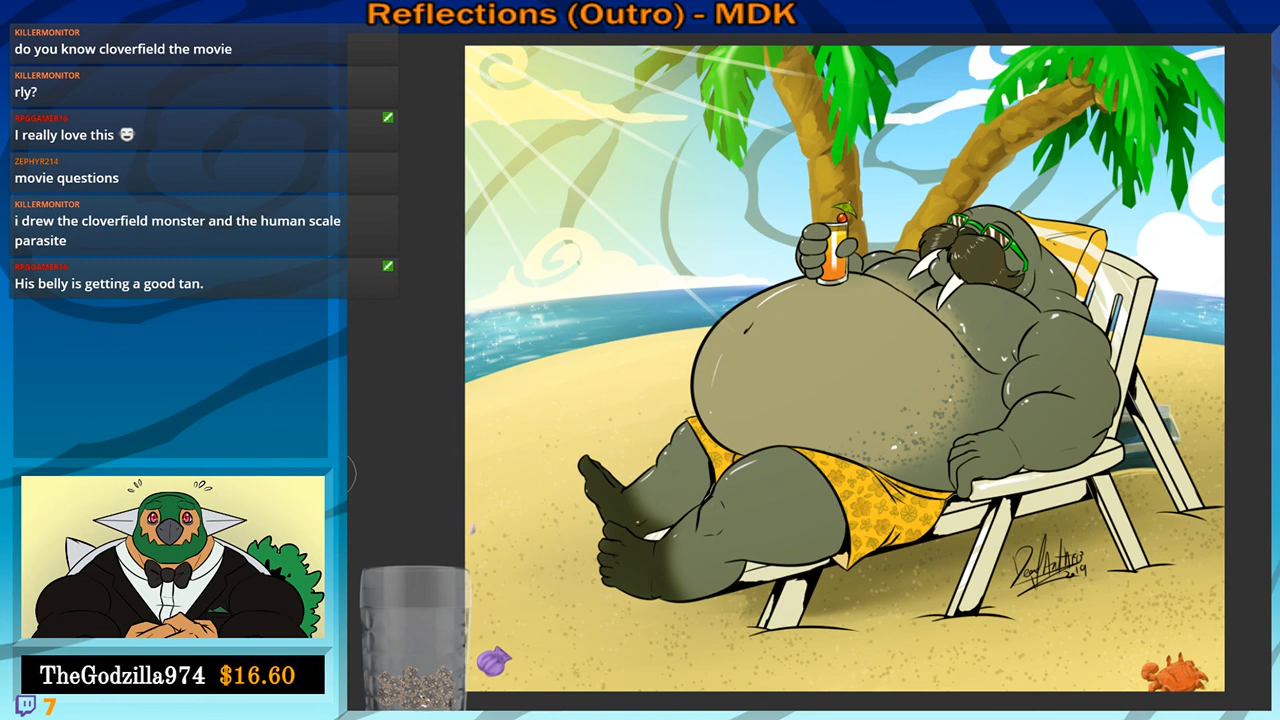 Reflections (Outro) - MDK
KILLERMONITOR
do you know cloverfield the movie
KILLERMONITOR
rly?
RPGGAMER16
I really love this
ZEPHYR214
movie questions
KILLERMONITOR
i drew the cloverfield monster and the human scale
parasite
RPGGAMER16
His belly is getting a good tan.
2019
TheGodzilla974 $16.60
7